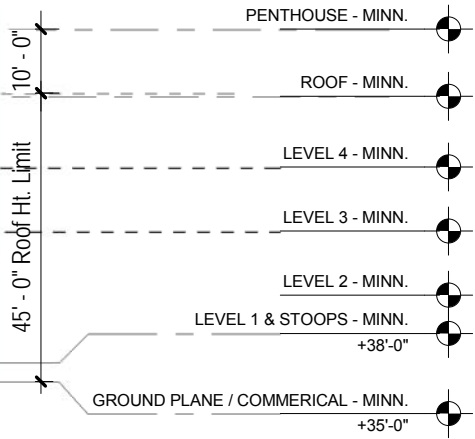 PENTHOUSE - MINN.
10' - 0"
ROOF - MINN.
45' - 0" Roof Ht. Limit
LEVEL 4 - MINN.
LEVEL 3 - MINN.
LEVEL 2 - MINN.
LEVEL 1 & STOOPS - MINN.
+38'-0"
GROUND PLANE / COMMERICAL - MINN.
+35'-0"